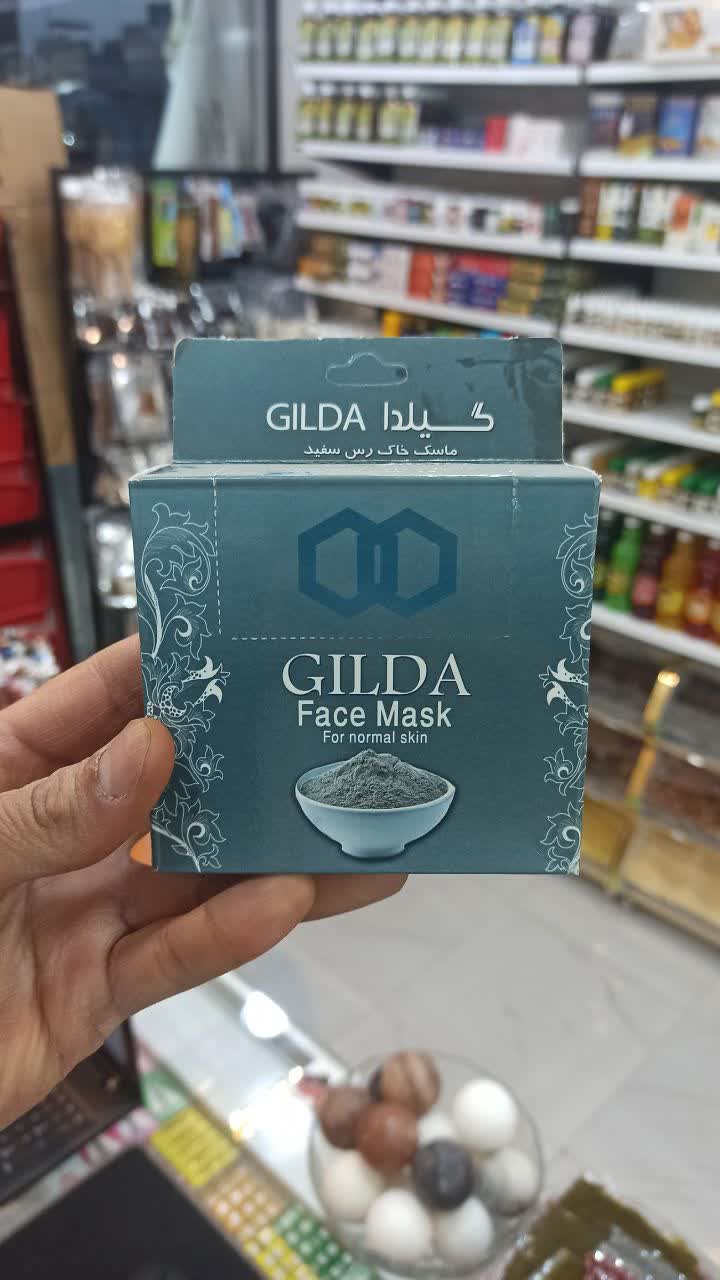 GILDA گیلدا
ماسک خاک رس سفید
GILDA
Face Mask
For normal skin